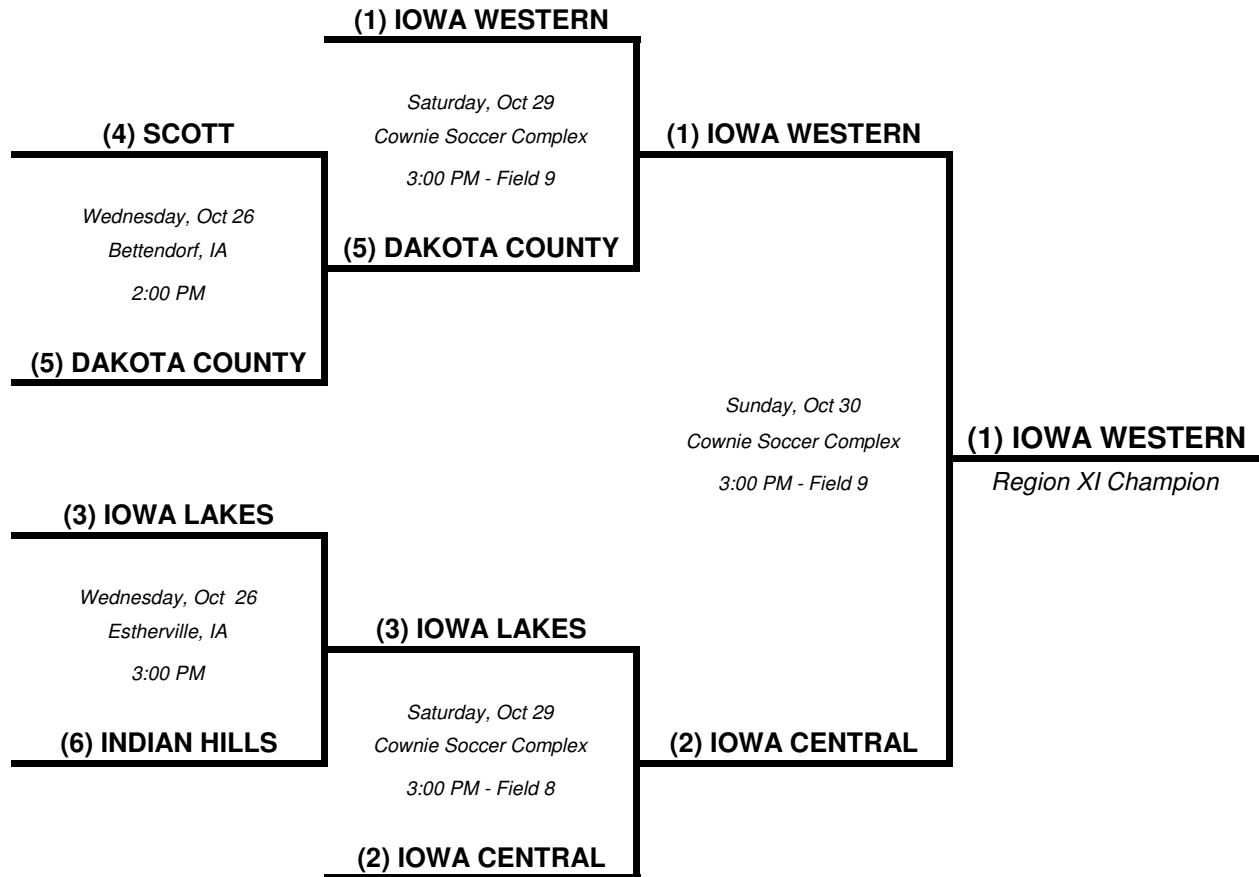 (1) IOWA WESTERN
Saturday, Oct 29
Cownie Soccer Complex
3:00 PM - Field 9
(4) SCOTT
(1) IOWA WESTERN
Wednesday, Oct 26
Bettendorf, IA
2:00 PM
(5) DAKOTA COUNTY
(5) DAKOTA COUNTY
Sunday, Oct 30
Cownie Soccer Complex
3:00 PM - Field 9
(1) IOWA WESTERN
Region XI Champion
(3) IOWA LAKES
Wednesday, Oct  26
Estherville, IA
3:00 PM
(3) IOWA LAKES
Saturday, Oct 29
Cownie Soccer Complex
3:00 PM - Field 8
(6) INDIAN HILLS
(2) IOWA CENTRAL
(2) IOWA CENTRAL